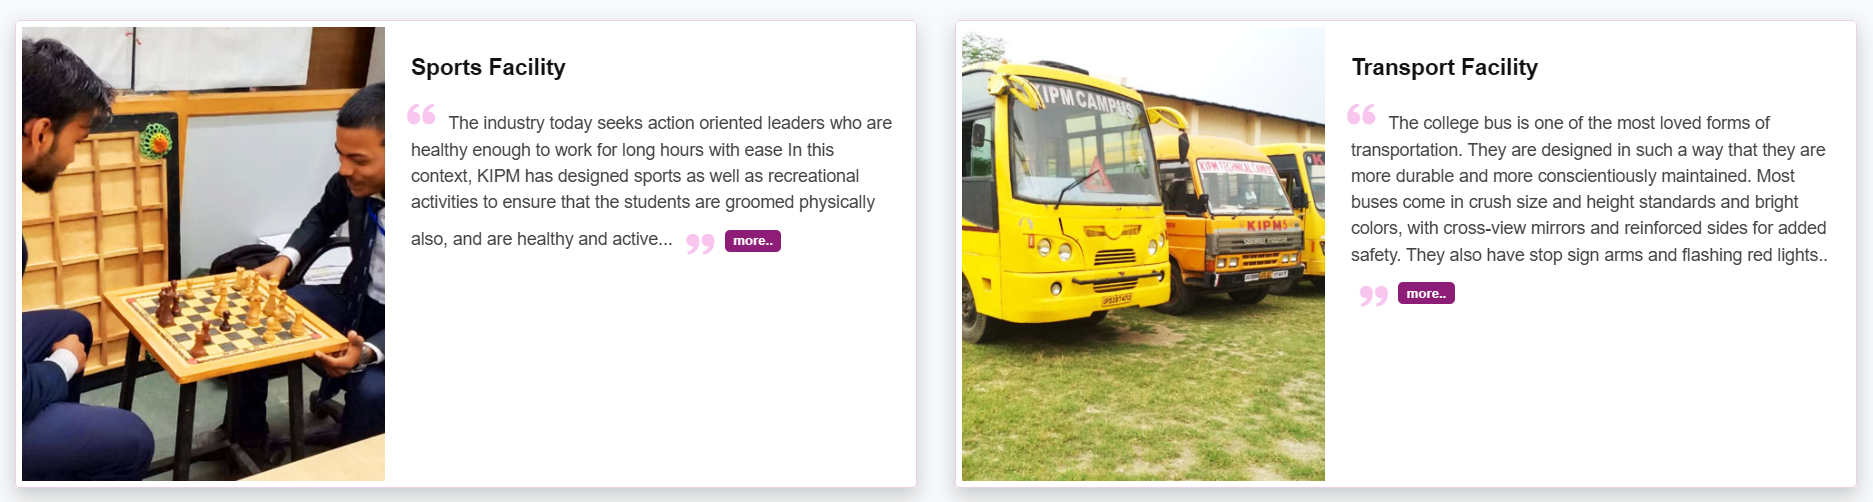 Sports Facility
The industry today seeks action oriented leaders who are
healthy enough to work for long hours with ease In this
context, KIPM has designed sports as well as recreational
activities to ensure that the students are groomed physically
also, and are healthy and active...
more..
KIPM CAMPUS
KIPM TECHNICAL CAMPUS
KIPM
Transport Facility
The college bus is one of the most loved forms of
transportation. They are designed in such a way that they are
more durable and more conscientiously maintained. Most
buses come in crush size and height standards and bright
colors, with cross-view mirrors and reinforced sides for added
safety. They also have stop sign arms and flashing red lights..
more..